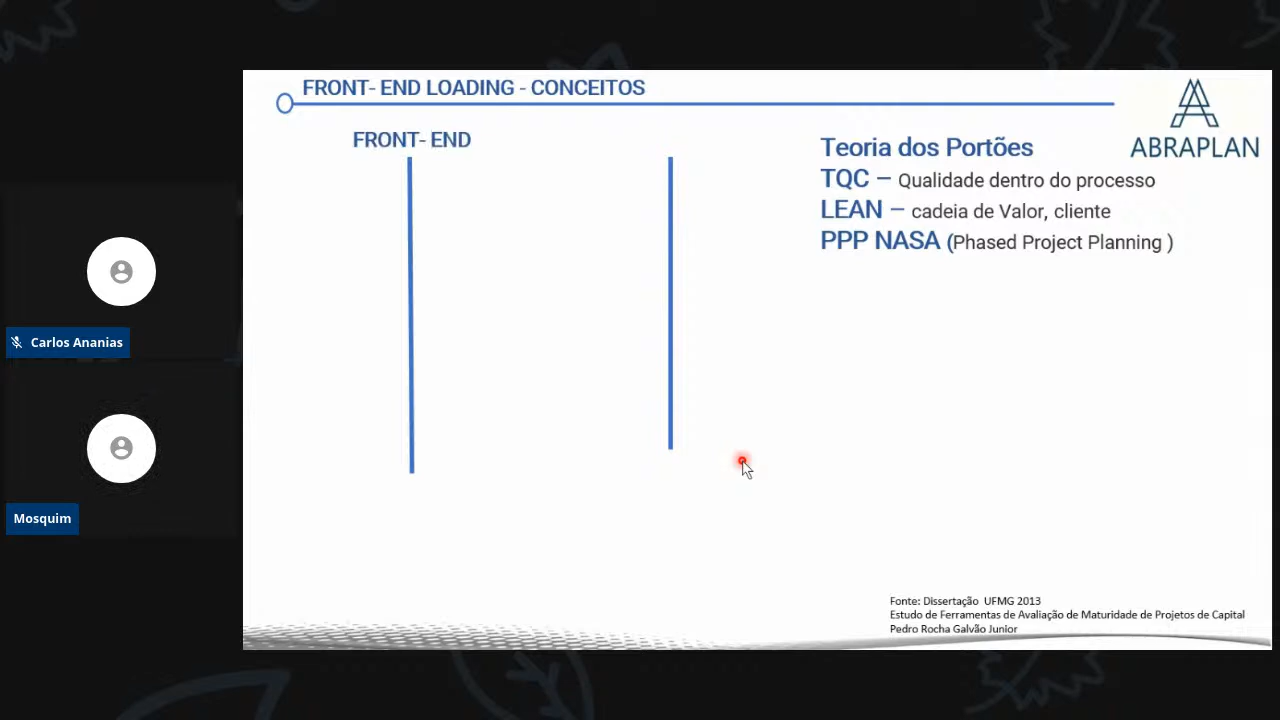 FRONT- END LOADING - CONCEITOS
ABRAPLAN
FRONT- END
Teoria dos Portões
TQC – Qualidade dentro do processo
LEAN – cadeia de Valor, cliente
PPP NASA (Phased Project Planning )
Carlos Ananias
Mosquim
Fonte: Dissertação UFMG 2013
Estudo de Ferramentas de Avaliação de Maturidade de Projetos de Capital
Pedro Rocha Galvão Junior